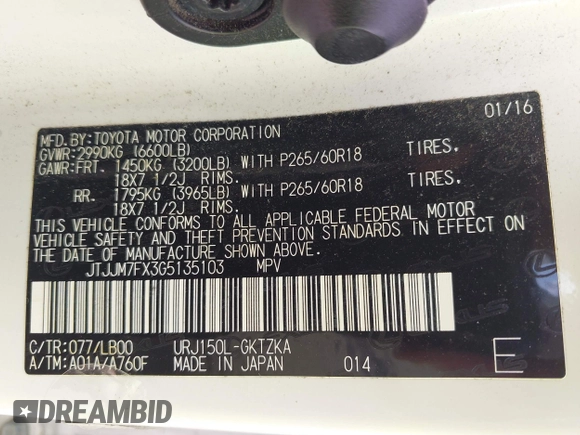 01/16
MFD.BY:TOYOTA MOTOR CORPORATION
GVWR:2990KG (6600LB)
GAWR:FRT. 1450KG (3200LB) WITH P265/60R18 TIRES.
18X7 1/2J RIMS.
RR. 1795KG (3965LB) WITH P265/60R18 TIRES.
18X7 1/2J RIMS.
THIS VEHICLE CONFORMS TO ALL APPLICABLE FEDERAL MOTOR
VEHICLE SAFETY AND THEFT PREVENTION STANDARDS IN EFFECT ON
THE DATE OF MANUFACTURE SHOWN ABOVE.
JTJJM7FX3G5135103 MPV
C/TR:077/LB00 URJ150L-GKTZKA
A/TM:A01A/A760F MADE IN JAPAN 014 E
DREAMBID